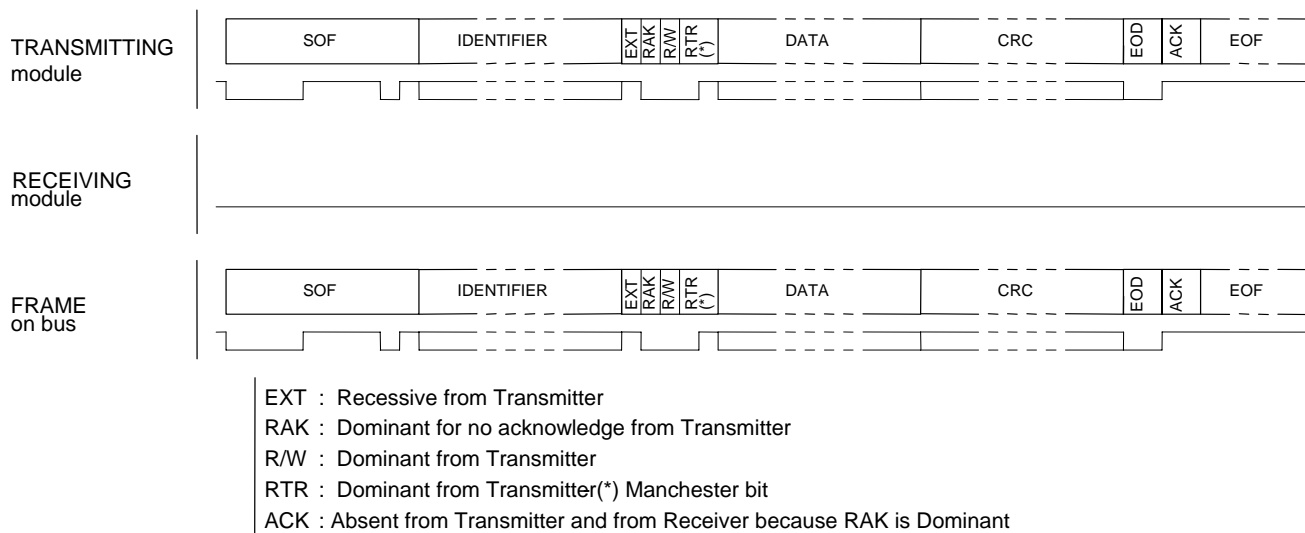 TRANSMITTING
module
SOF IDENTIFIER EXT RAK R/W RTR (*) DATA CRC EOD ACK EOF
RECEIVING
module
FRAME
on bus
SOF IDENTIFIER EXT RAK R/W RTR (*) DATA CRC EOD ACK EOF
EXT : Recessive from Transmitter
RAK : Dominant for no acknowledge from Transmitter
R/W : Dominant from Transmitter
RTR : Dominant from Transmitter(*) Manchester bit
ACK : Absent from Transmitter and from Receiver because RAK is Dominant